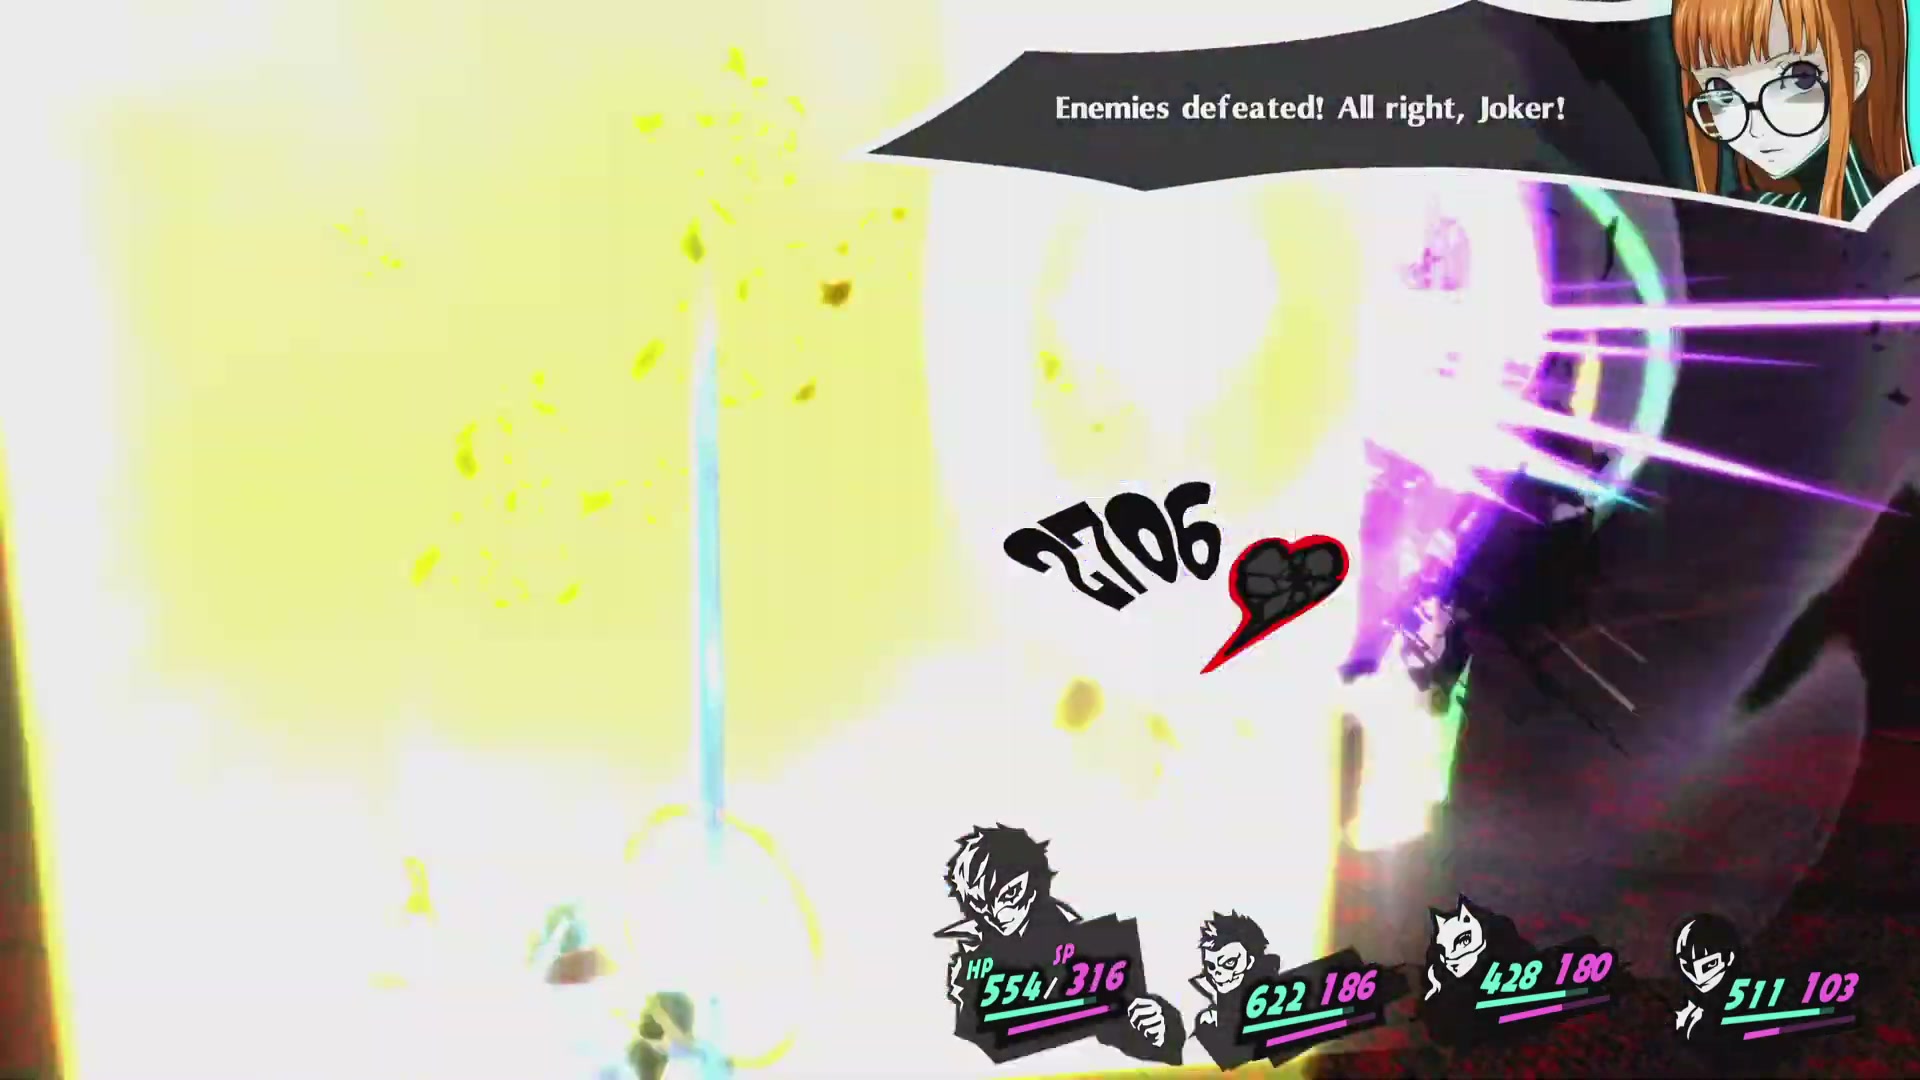 Enemies defeated! All right, Joker!
2706
HP SP
554/316
622 186
428 180
511 103